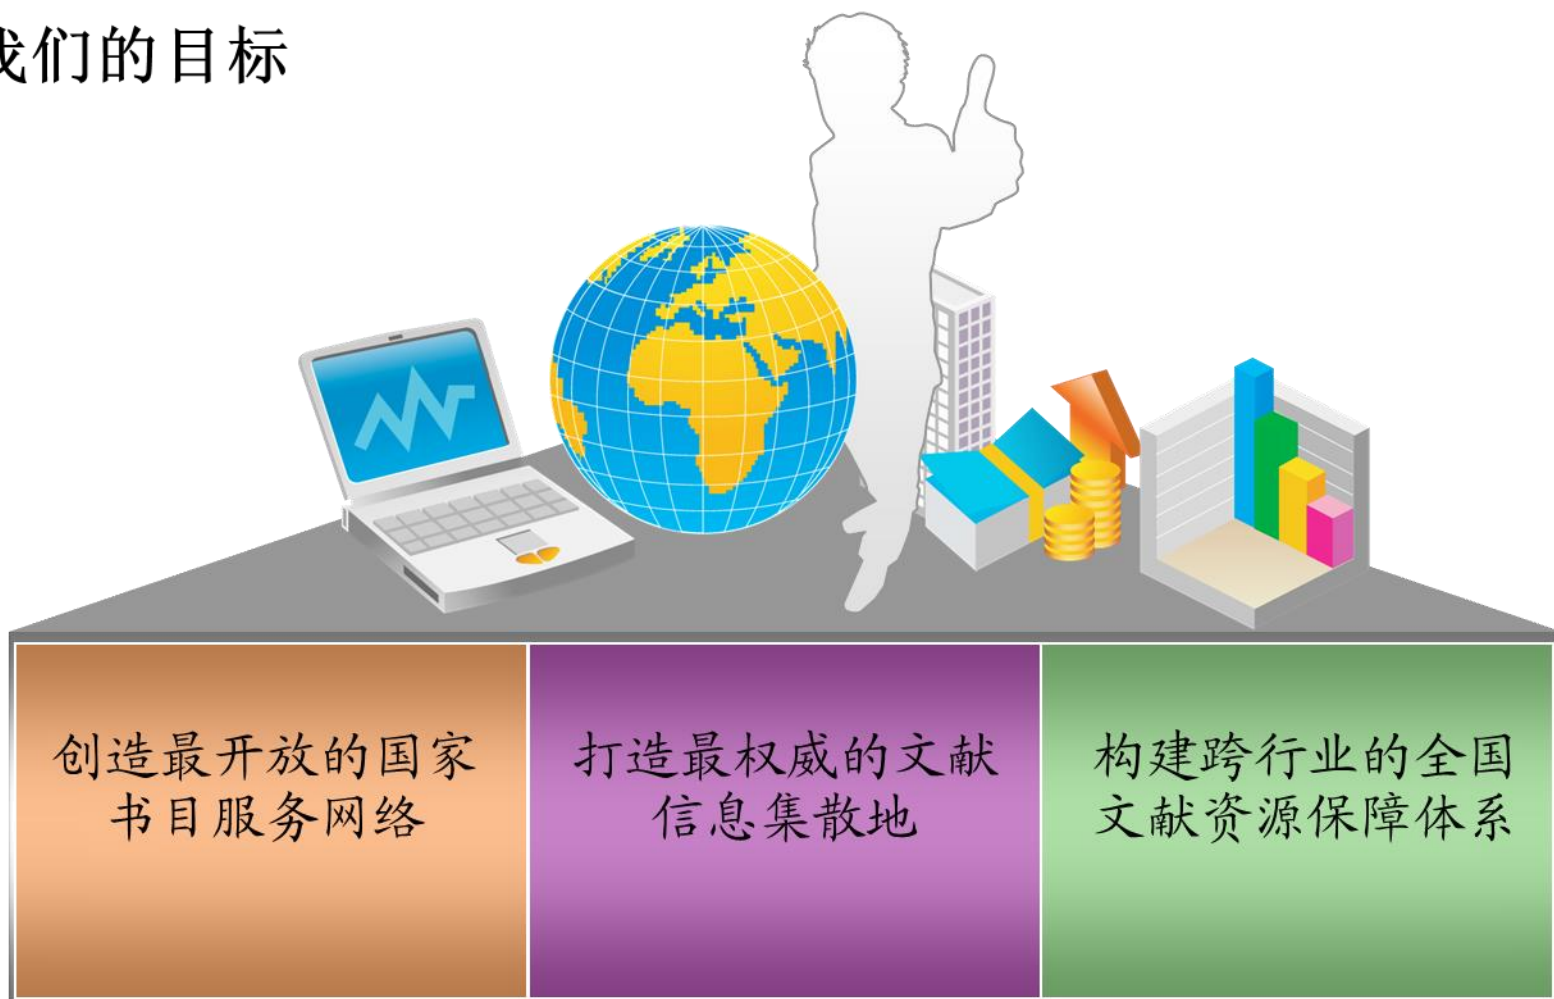 我们的目标
创造最开放的国家
书目服务网络
打造最权威的文献
信息集散地
构建跨行业的全国
文献资源保障体系